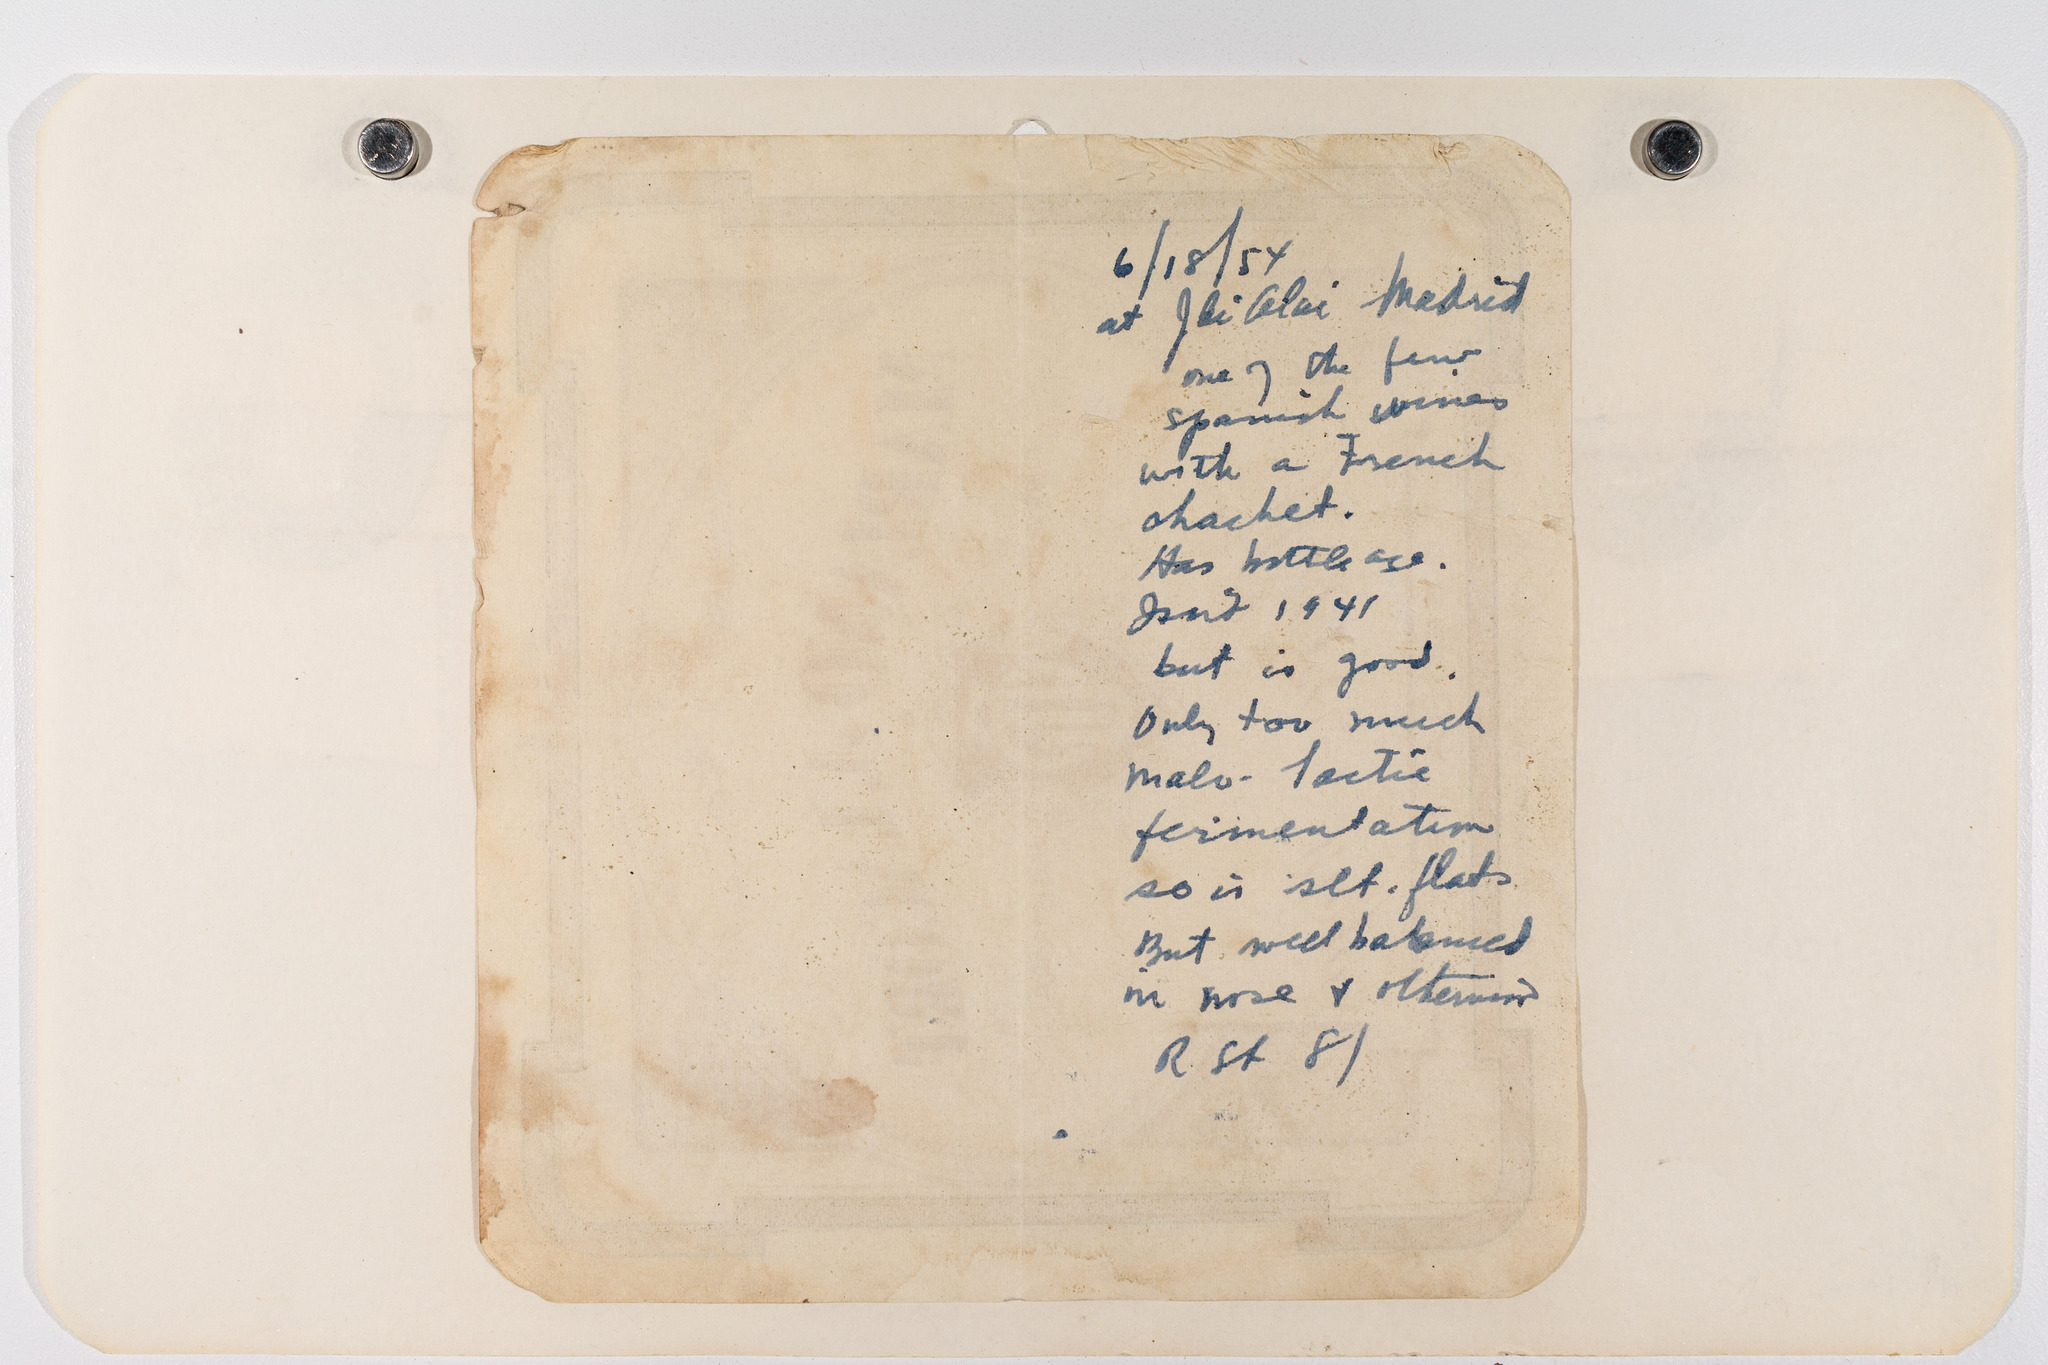 6/18/54
at Jai Alai Madrid
one of the few
spanish wines
with a French
chachet.
Has bottle age.
Isn't 1941
but is good.
Only too much
malo-lactic
fermentation
so is slt. flat.
But well balanced
in nose & otherwise
R St 8/